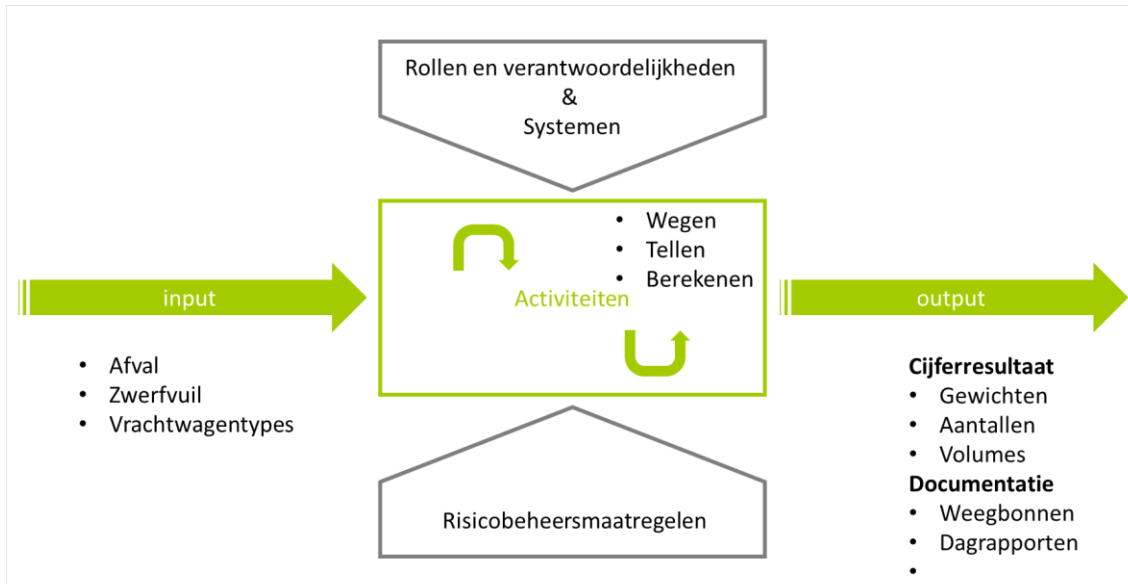 Rollen en verantwoordelijkheden
&
Systemen
• Wegen
• Tellen
• Berekenen
Activiteiten
input
• Afval
• Zwerfvuil
• Vrachtwagentypes
output
Cijferresultaat
• Gewichten
• Aantallen
• Volumes
Documentatie
• Weegbonnen
• Dagrapporten
•
Risicobeheersmaatregelen